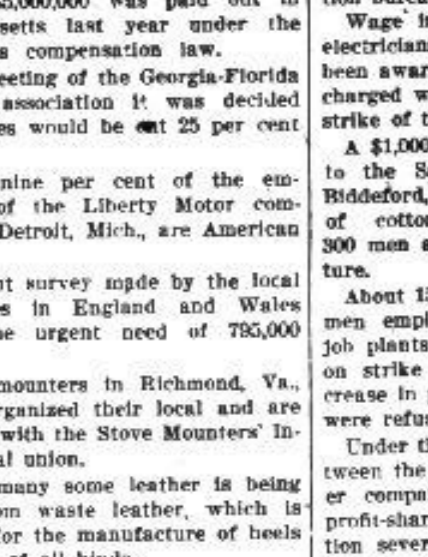 5,000,000 was paid out in
setts last year under the
s compensation law.
eeting of the Georgia-Florida
association it was decided
es would be cut 25 per cent
nine per cent of the em-
of the Liberty Motor com-
Detroit, Mich., are American
nt survey made by the local
es in England and Wales
he urgent need of 795,000
mounters in Richmond, Va.,
rganized their local and are
with the Stove Mounters' In-
al union.
many some leather is being
om waste leather, which is
for the manufacture of heels
of all kinds.
tion bureau
Wage in
electrician
been awar
charged w
strike of t
A $1,000
to the S
Biddeford,
of cotto
300 men a
ture.
About 1
men empl
job plants
on strike
crease in
were refus
Under th
tween the
er compa
profit-shar
tion sever